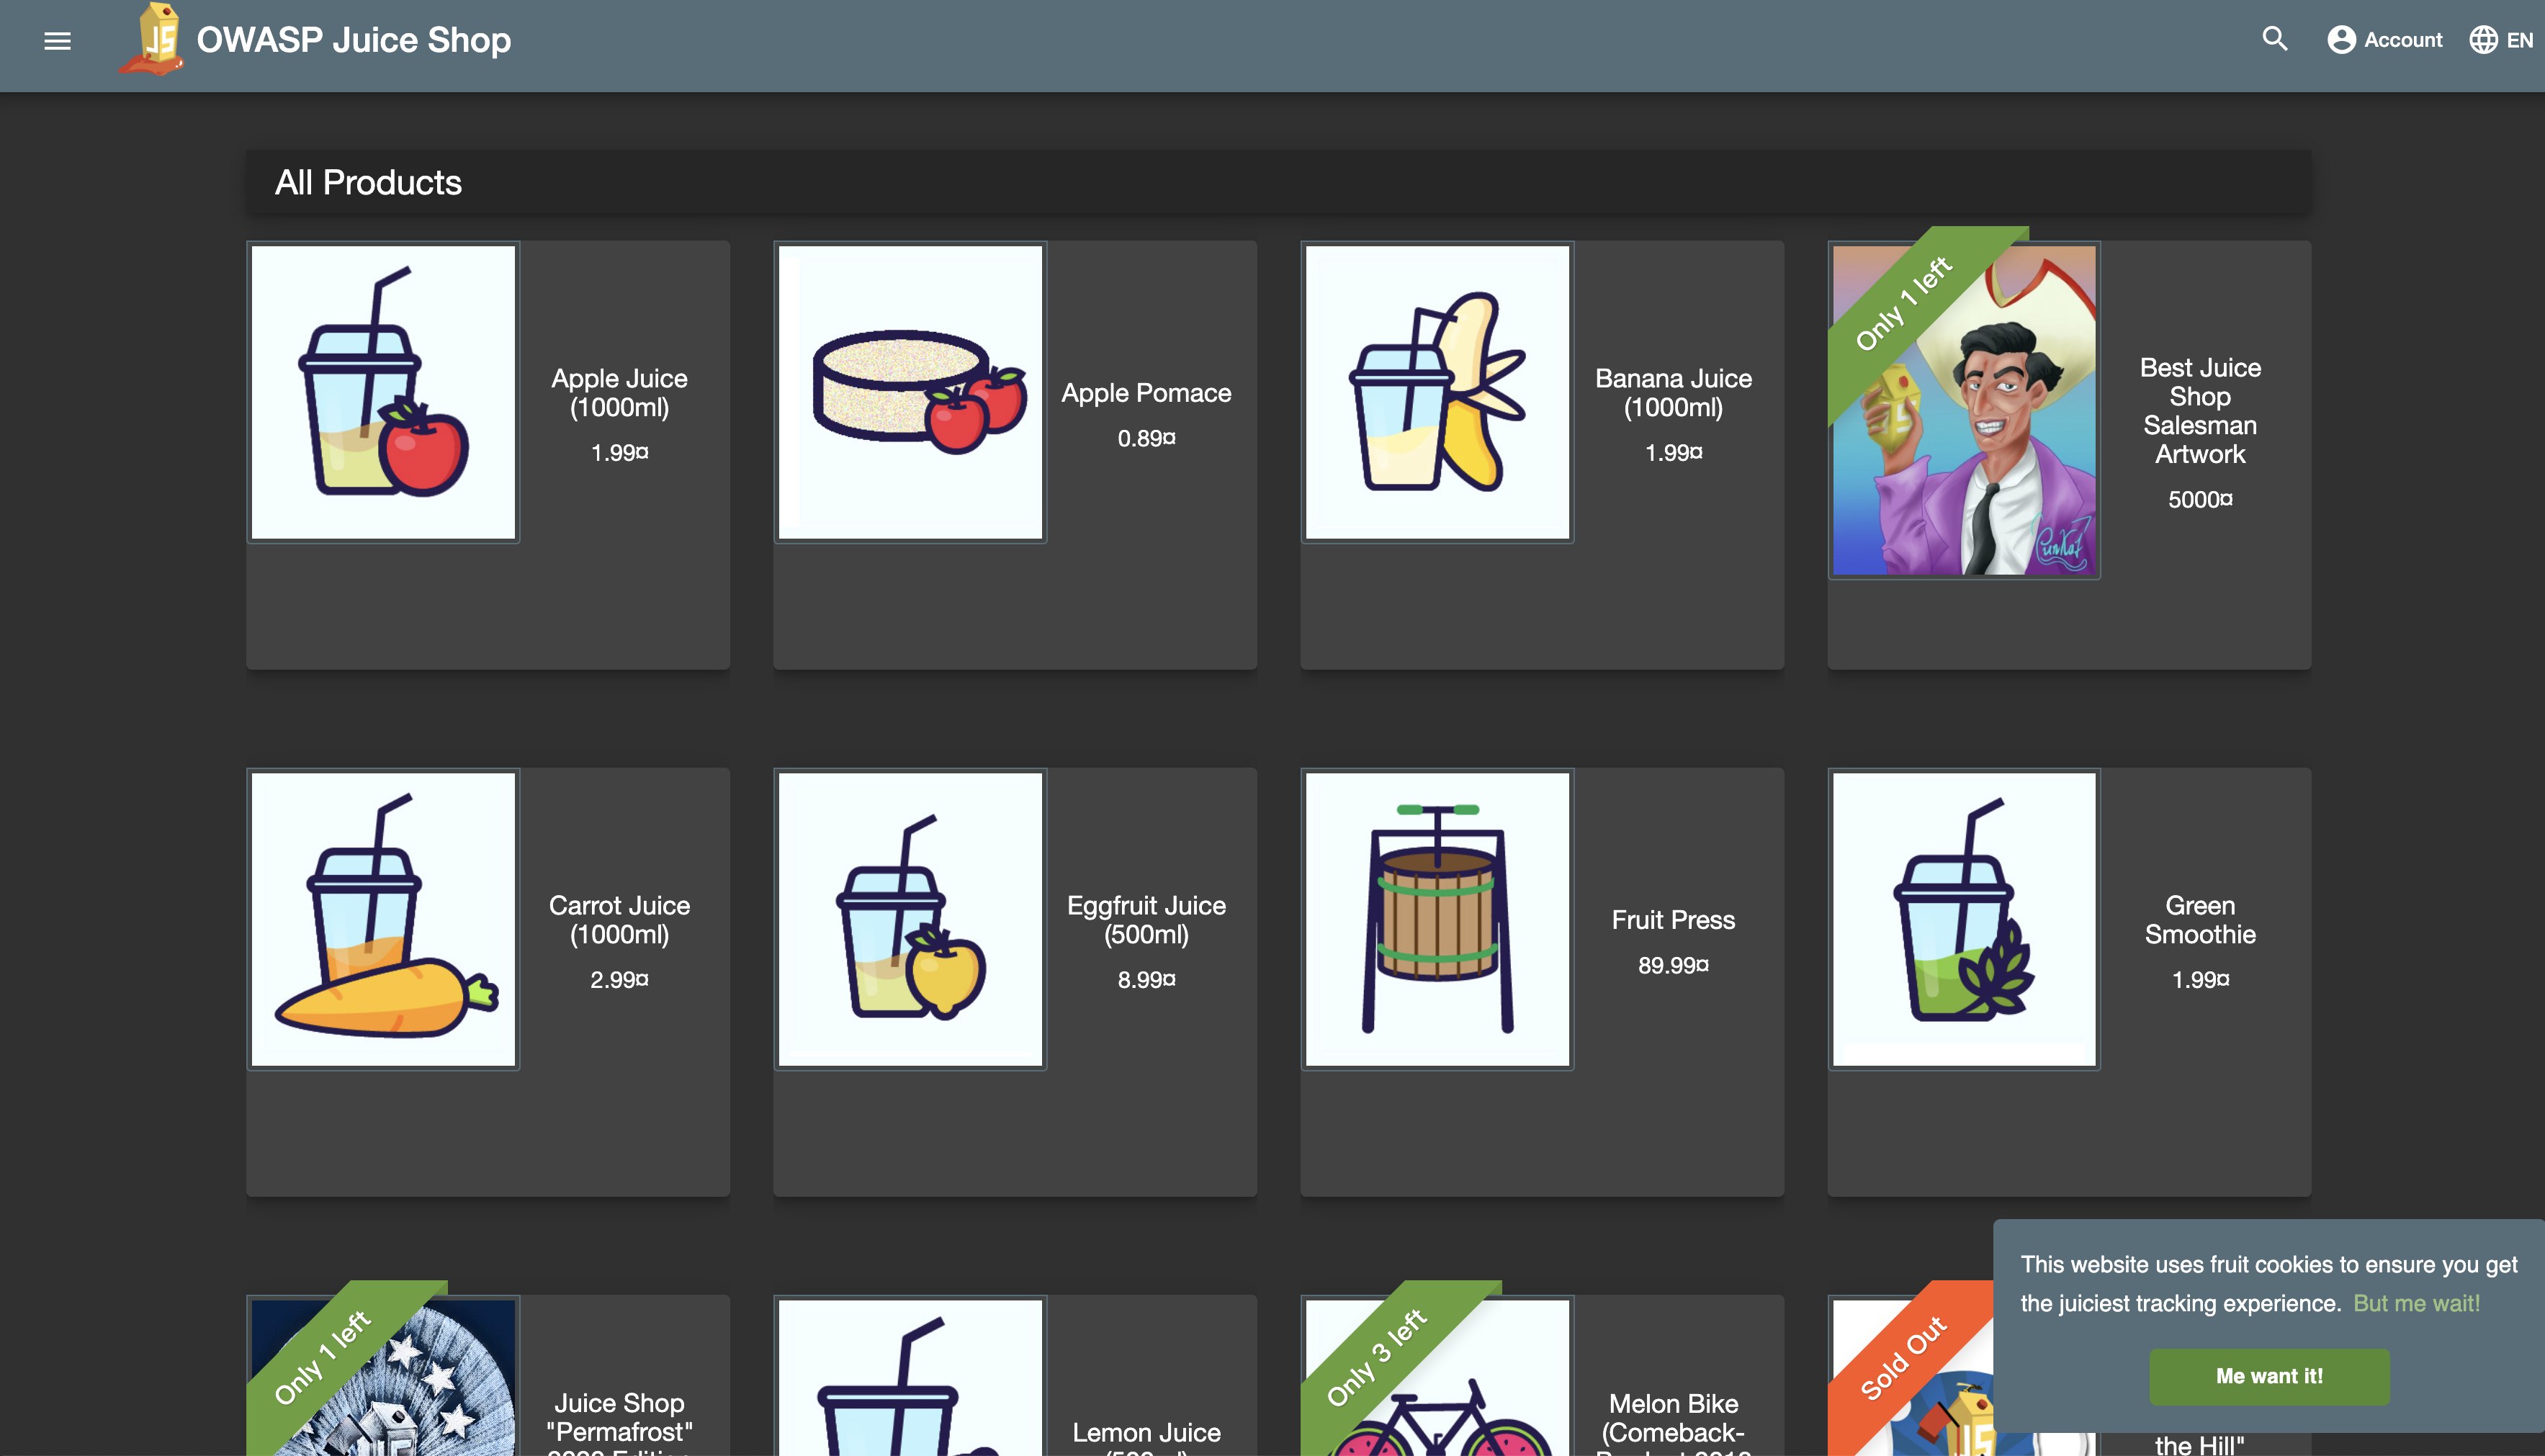 OWASP Juice Shop
Account
EN
All Products
Apple Juice
(1000ml)
1.99¤
Apple Pomace
0.89¤
Banana Juice
(1000ml)
1.99¤
Only 1 left
Best Juice
Shop
Salesman
Artwork
5000¤
Carrot Juice
(1000ml)
2.99¤
Eggfruit Juice
(500ml)
8.99¤
Fruit Press
89.99¤
Green
Smoothie
1.99¤
Only 1 left
Juice Shop
"Permafrost"
Lemon Juice
Only 3 left
Melon Bike
(Comeback-
Sold Out
the Hill"
This website uses fruit cookies to ensure you get
the juiciest tracking experience. But me wait!
Me want it!